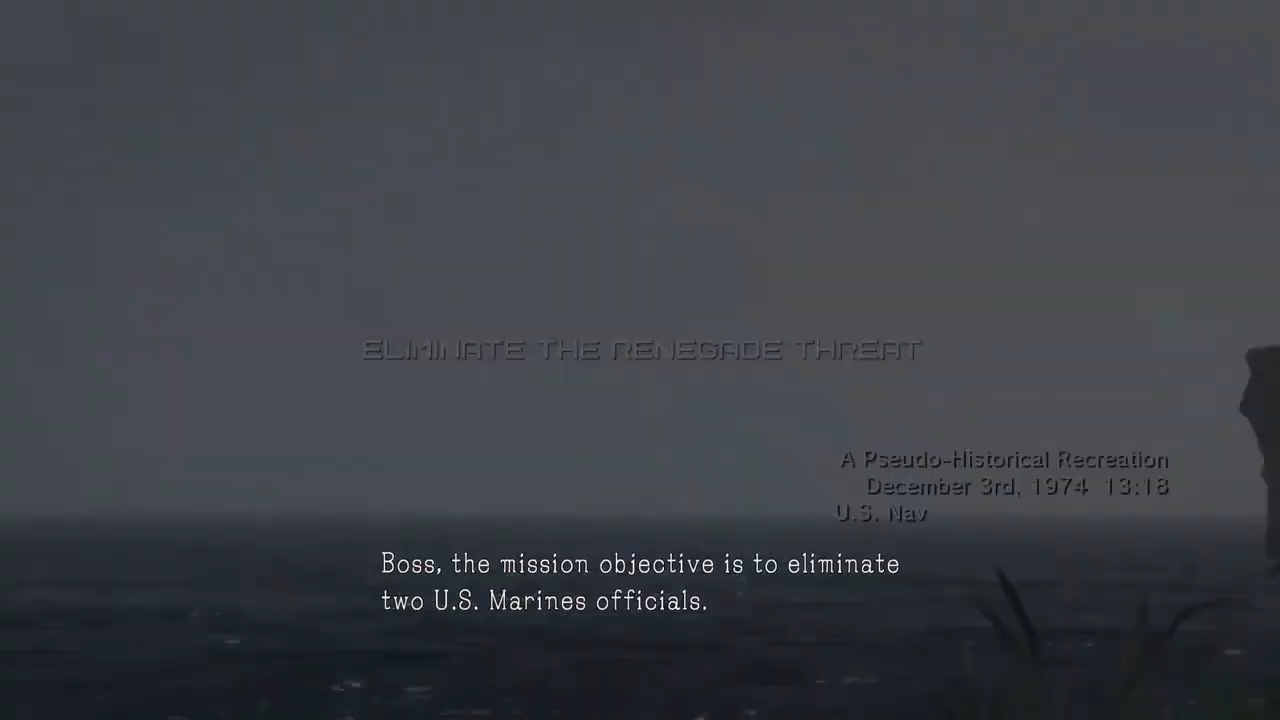 ELIMINATE THE RENEGADE THREAT
A Pseudo-Historical Recreation
December 3rd, 1974 13:18
U.S. Nav
Boss, the mission objective is to eliminate
two U.S. Marines officials.